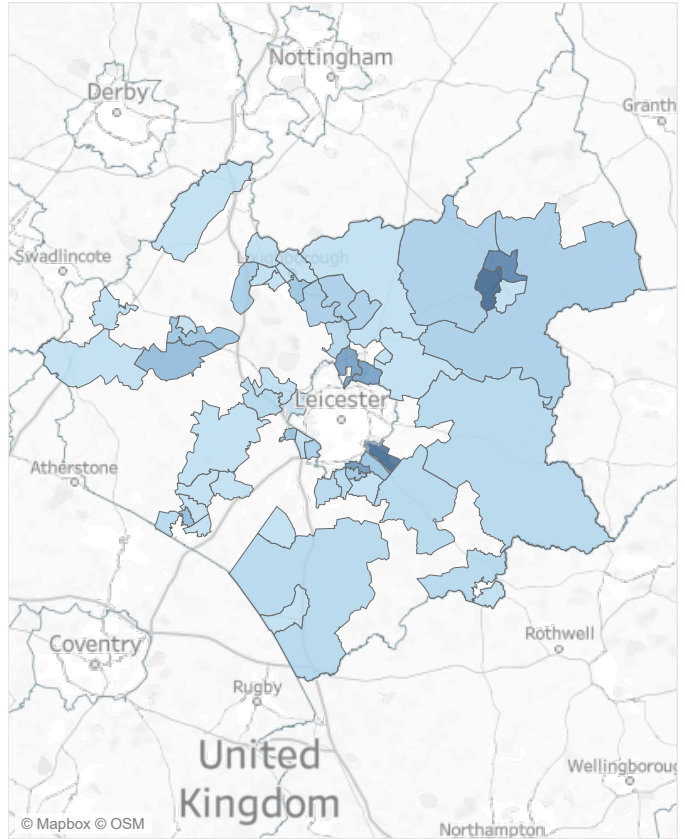 Nottingham
Derby
Granth
Swadlincote
Loughborough
Leicester
Atherstone
Coventry
Rothwell
Rugby
United
Kingdom
Wellingboroug
Northampton
© Mapbox © OSM